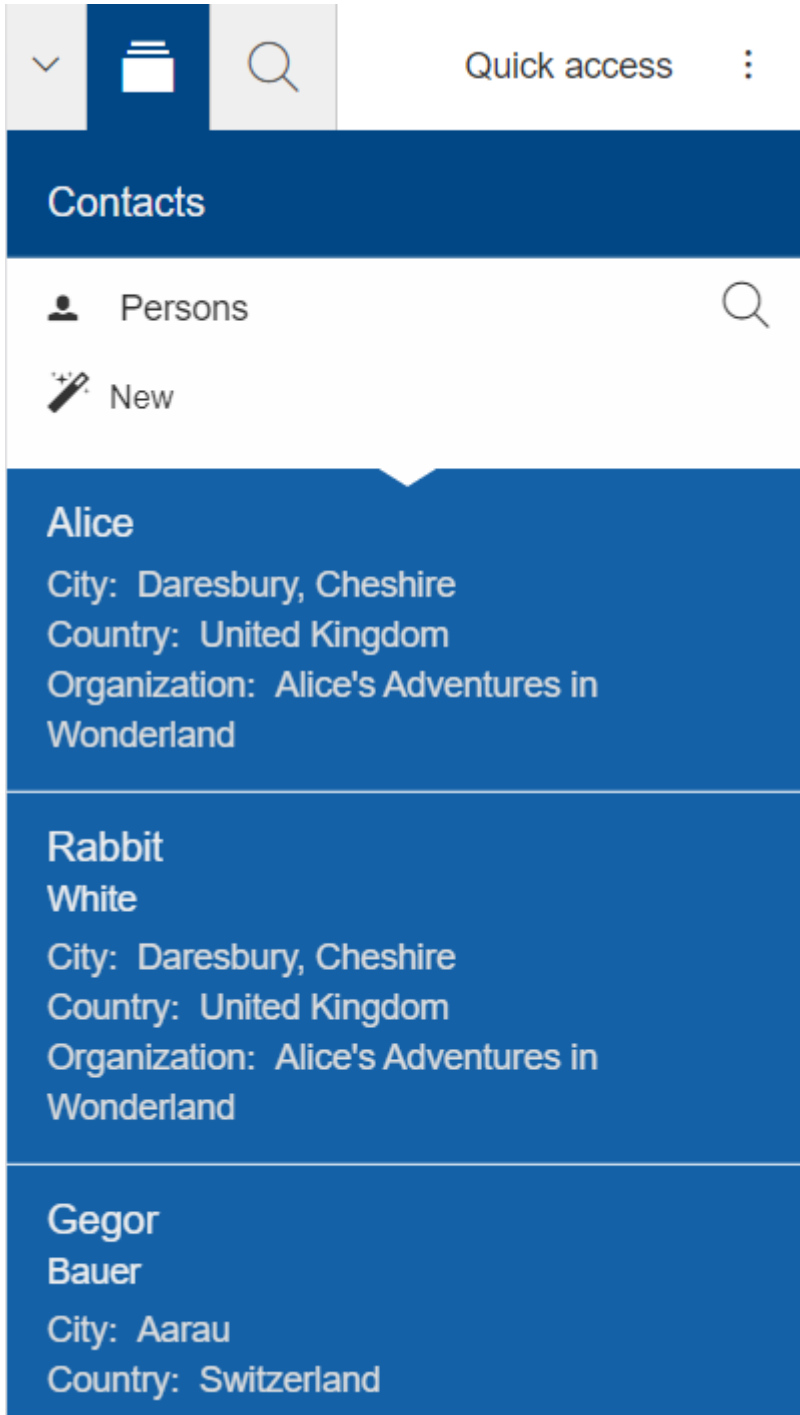 Quick access
Contacts
Persons
New
Alice
City: Daresbury, Cheshire
Country: United Kingdom
Organization: Alice's Adventures in
Wonderland
Rabbit
White
City: Daresbury, Cheshire
Country: United Kingdom
Organization: Alice's Adventures in
Wonderland
Gegor
Bauer
City: Aarau
Country: Switzerland